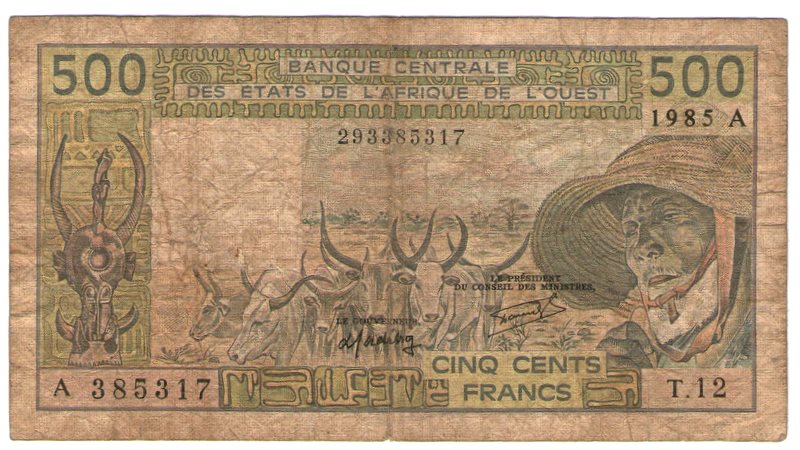 500
BANQUE CENTRALE
DES ÉTATS DE L'AFRIQUE DE L'OUEST
500
1985 A
293385317
LE PRÉSIDENT
DU CONSEIL DES MINISTRES,
LE GOUVERNEUR,
CINQ CENTS
FRANCS
A 385317
T.12